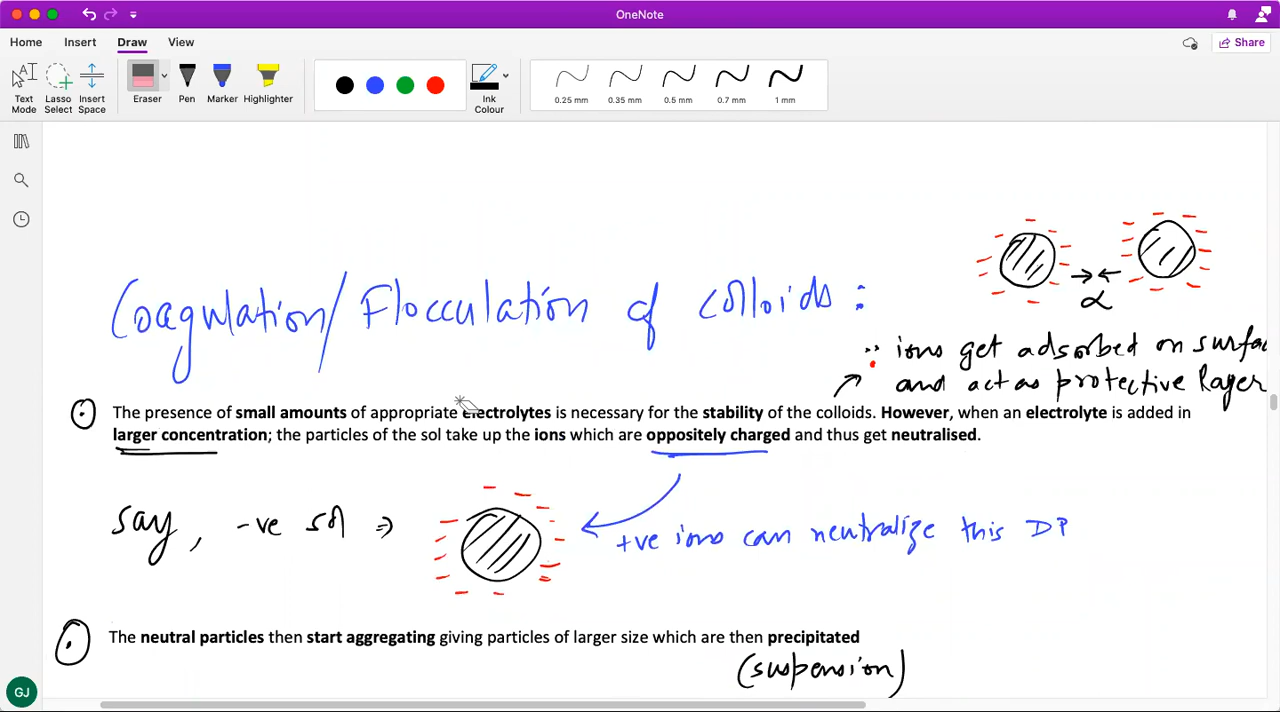 OneNote
Home Insert Draw View
Share
Text Mode
Lasso Select
Insert Space
Eraser
Pen
Marker
Highlighter
Ink Colour
0.25 mm
0.35 mm
0.5 mm
0.7 mm
1 mm
Coagulation/Flocculation of colloids:
∵ ions get adsorbed on surfac
and act as protective layer
The presence of small amounts of appropriate electrolytes is necessary for the stability of the colloids. However, when an electrolyte is added in
larger concentration; the particles of the sol take up the ions which are oppositely charged and thus get neutralised.
say, -ve sol ⇒
+ve ions can neutralize this DP
The neutral particles then start aggregating giving particles of larger size which are then precipitated
(suspension)
GJ